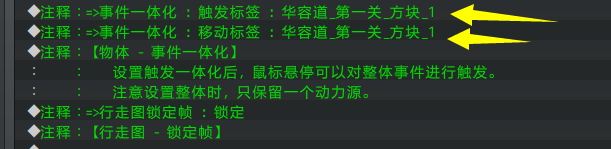 ◆注释：=>事件一体化 : 触发标签 : 华容道_第一关_方块_1
◆注释：=>事件一体化 : 移动标签 : 华容道_第一关_方块_1
◆注释：【物体 - 事件一体化】
：　　：　设置触发一体化后，鼠标悬停可以对整体事件进行触发。
：　　：　注意设置整体时，只保留一个动力源。
◆注释：=>行走图锁定帧 : 锁定
◆注释：【行走图 - 锁定帧】